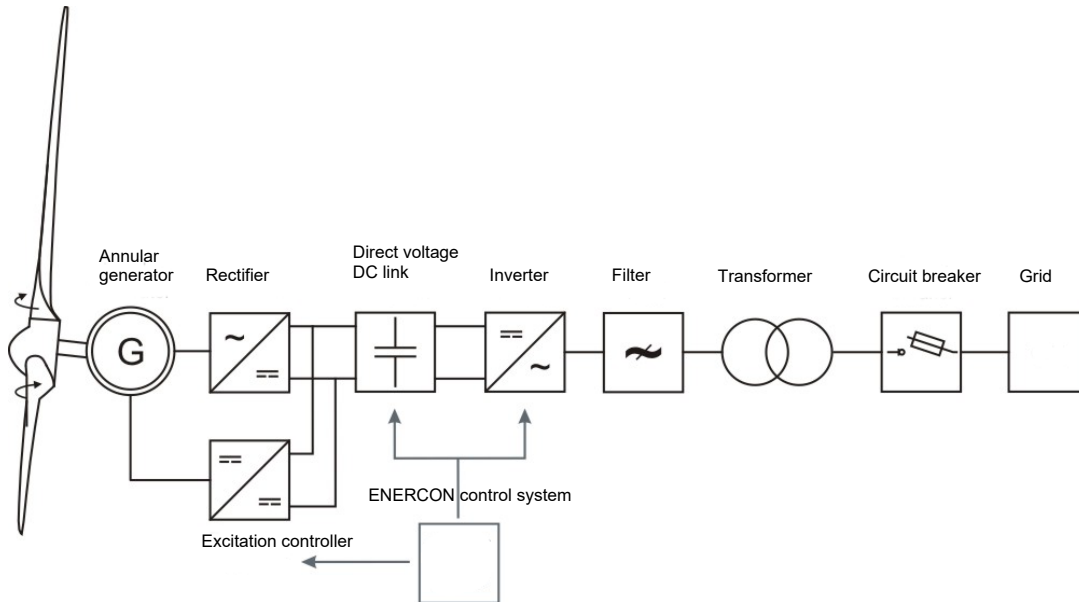 Annular
generator
Rectifier
Direct voltage
DC link
Inverter
Filter
Transformer
Circuit breaker
Grid
G
ENERCON control system
Excitation controller